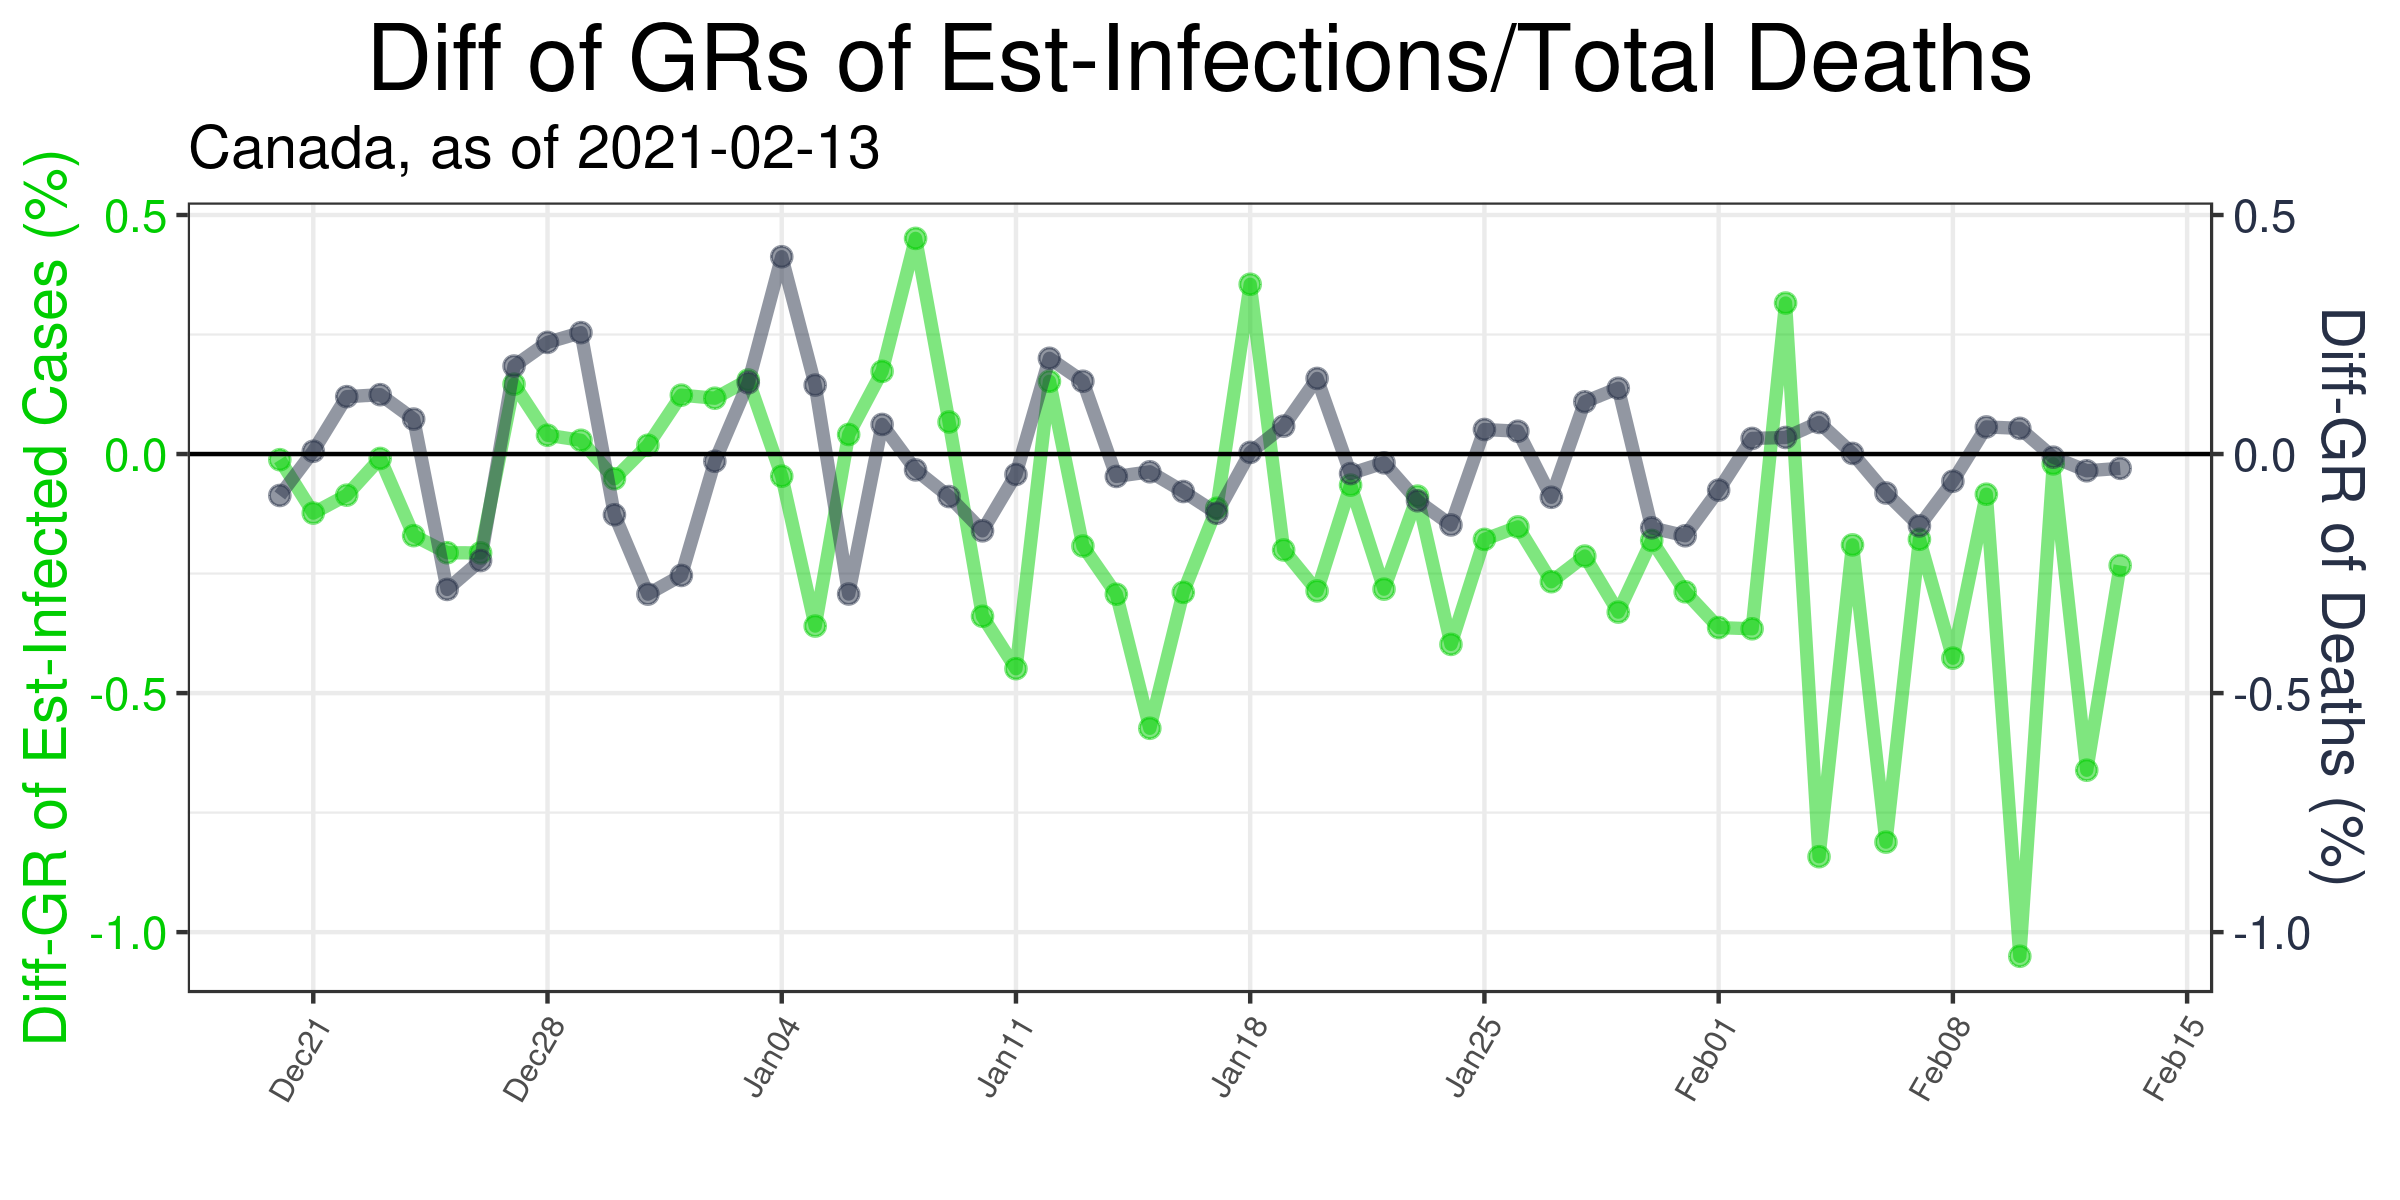 Diff of GRs of Est-Infections/Total Deaths
Canada, as of 2021-02-13
Diff-GR of Est-Infected Cases (%)
0.5
0.0
-0.5
-1.0
0.5
0.0
-0.5
-1.0
Diff-GR of Deaths (%)
Dec21
Dec28
Jan04
Jan11
Jan18
Jan25
Feb01
Feb08
Feb15